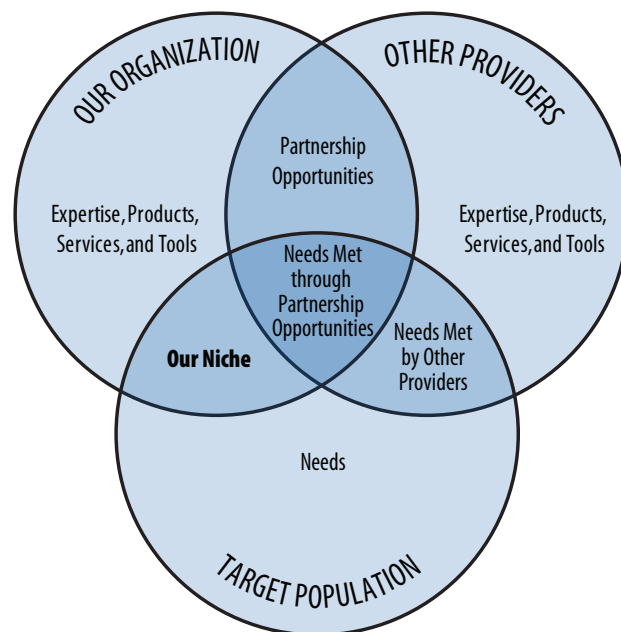 OUR ORGANIZATION
OTHER PROVIDERS
Partnership
Opportunities
Expertise, Products,
Services, and Tools
Expertise, Products,
Services, and Tools
Needs Met
through
Partnership
Opportunities
Our Niche
Needs Met
by Other
Providers
Needs
TARGET POPULATION